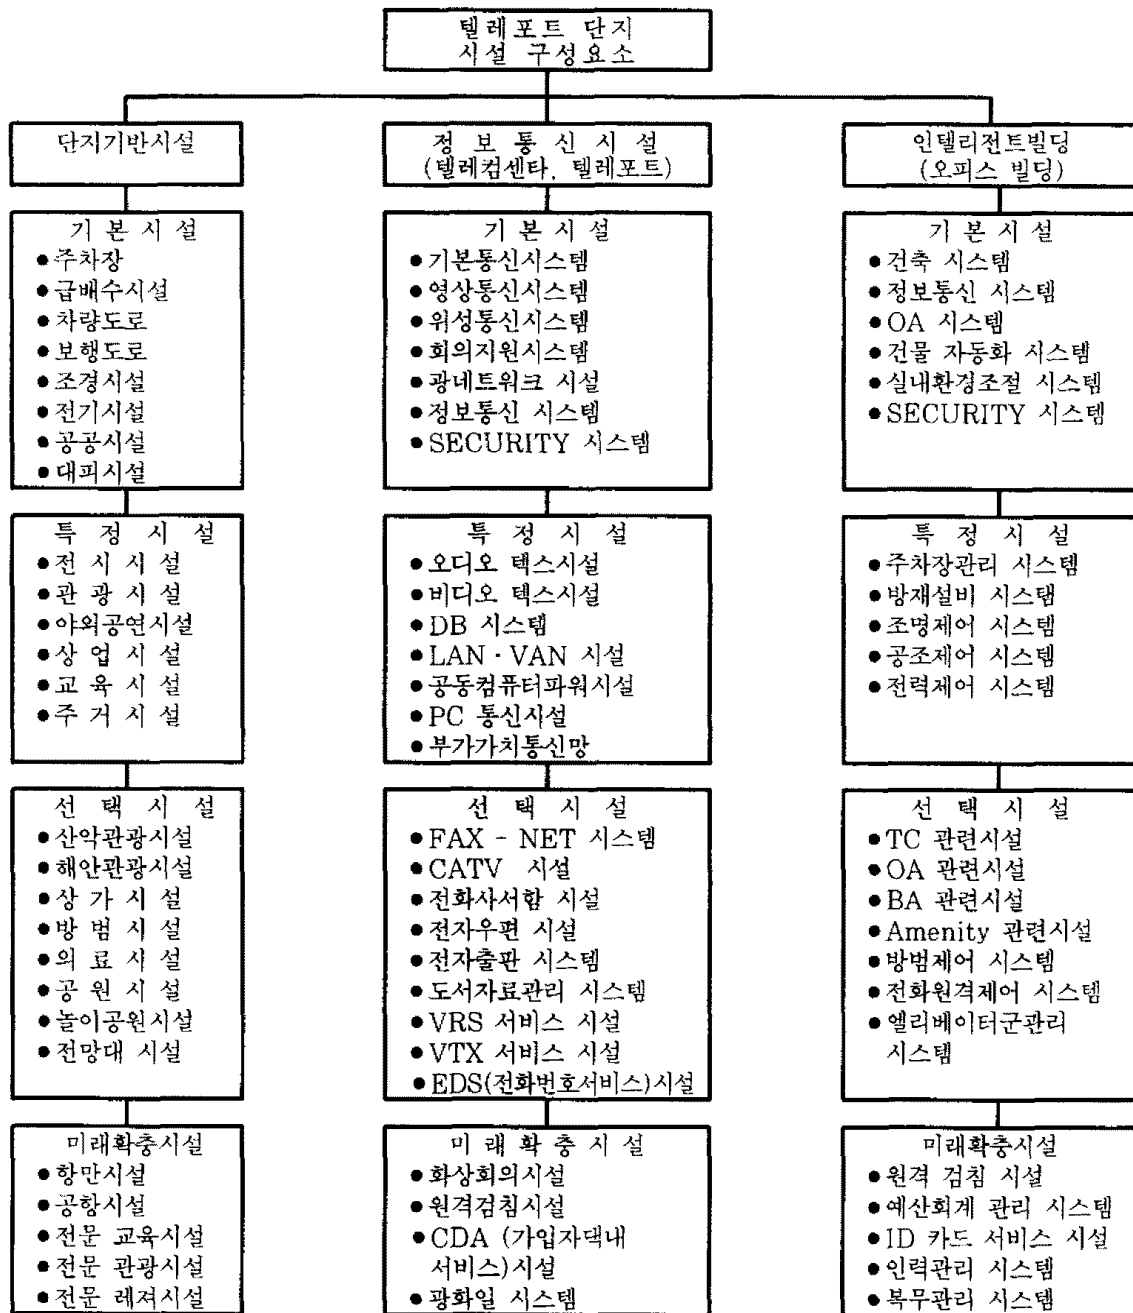 텔레포트 단지
시설 구성요소
단지기반시설
기 본 시 설
●주차장
●급배수시설
●차량도로
●보행도로
●조경시설
●전기시설
●공공시설
●대피시설
특 정 시 설
●전 시 시 설
●관 광 시 설
●야외공연시설
●상 업 시 설
●교 육 시 설
●주 거 시 설
선 택 시 설
●산악관광시설
●해안관광시설
●상 가 시 설
●방 범 시 설
●의 료 시 설
●공 원 시 설
●놀이공원시설
●전망대 시설
미래확충시설
●항만시설
●공항시설
●전문 교육시설
●전문 관광시설
●전문 레져시설
정 보 통 신 시 설
(텔레컴센타, 텔레포트)
기 본 시 설
●기본통신시스템
●영상통신시스템
●위성통신시스템
●회의지원시스템
●광네트워크 시설
●정보통신 시스템
●SECURITY 시스템
특 정 시 설
●오디오 텍스시설
●비디오 텍스시설
●DB 시스템
●LAN · VAN 시설
●공동컴퓨터파워시설
●PC 통신시설
●부가가치통신망
선 택 시 설
●FAX - NET 시스템
●CATV 시설
●전화사서함 시설
●전자우편 시설
●전자출판 시스템
●도서자료관리 시스템
●VRS 서비스 시설
●VTX 서비스 시설
●EDS(전화번호서비스)시설
미 래 확 충 시 설
●화상회의시설
●원격검침시설
●CDA (가입자댁내
서비스)시설
●광화일 시스템
인텔리전트빌딩
(오피스 빌딩)
기 본 시 설
●건축 시스템
●정보통신 시스템
●OA 시스템
●건물 자동화 시스템
●실내환경조절 시스템
●SECURITY 시스템
특 정 시 설
●주차장관리 시스템
●방재설비 시스탬
●조명제어 시스템
●공조제어 시스템
●전력제어 시스템
선 택 시 설
●TC 관련시설
●OA 관련시설
●BA 관련시설
●Amenity 관련시설
●방범제어 시스템
●전화원격제어 시스템
●엘리베이터군관리
시스템
미래확충시설
●원격 검침 시설
●예산회계 관리 시스템
●ID 카드 서비스 시설
●인력관리 시스템
●복무관리 시스템